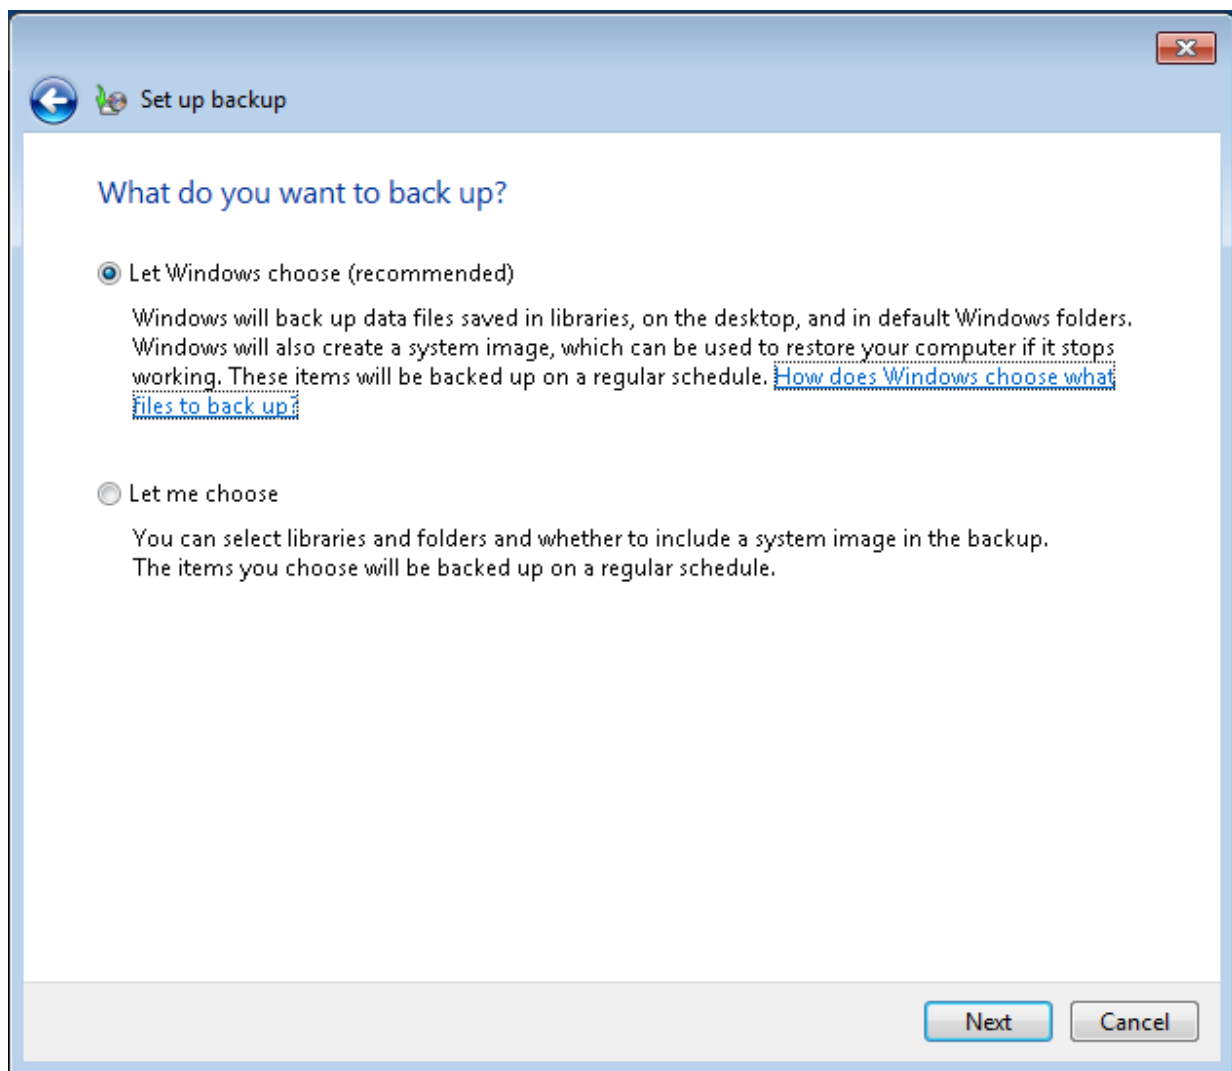 Set up backup
What do you want to back up?
Let Windows choose (recommended)
Windows will back up data files saved in libraries, on the desktop, and in default Windows folders.
Windows will also create a system image, which can be used to restore your computer if it stops
working. These items will be backed up on a regular schedule. How does Windows choose what
files to back up?
Let me choose
You can select libraries and folders and whether to include a system image in the backup.
The items you choose will be backed up on a regular schedule.
Next Cancel